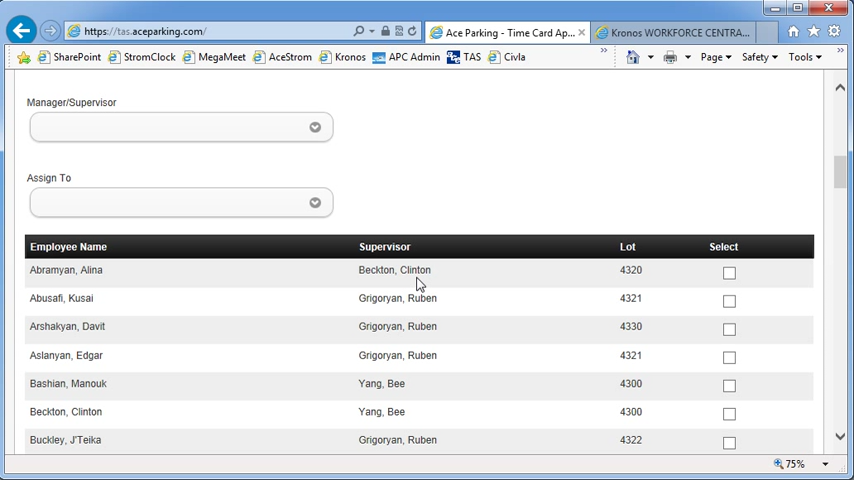 https://tas.aceparking.com/
Ace Parking - Time Card Ap...
Kronos WORKFORCE CENTRA...
SharePoint StromClock MegaMeet AceStrom Kronos APC Admin TAS Civla
Page Safety Tools
Manager/Supervisor
Assign To
Employee Name Supervisor Lot Select
Abramyan, Alina Beckton, Clinton 4320
Abusafi, Kusai Grigoryan, Ruben 4321
Arshakyan, Davit Grigoryan, Ruben 4330
Aslanyan, Edgar Grigoryan, Ruben 4321
Bashian, Manouk Yang, Bee 4300
Beckton, Clinton Yang, Bee 4300
Buckley, J'Teika Grigoryan, Ruben 4322
75%